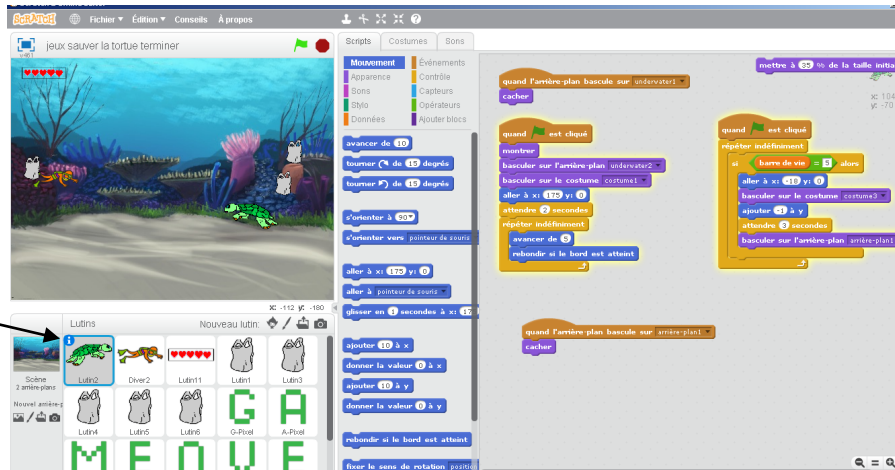 SCRATCH Fichier▼ Édition▼ Conseils À propos
jeux sauver la tortue terminer
v461
X: -112 y: -180
Lutins Nouveau lutin:
Scène
2 arrière-plans
Nouvel arrière-p
Lutin2 Diver2 Lutin11 Lutin1 Lutin3
Lutin4 Lutin5 Lutin6 G-Pixel A-Pixel
Scripts Costumes Sons
Mouvement Événements
Apparence Contrôle
Sons Capteurs
Stylo Opérateurs
Données Ajouter blocs
avancer de 10
tourner ↻ de 15 degrés
tourner ↺ de 15 degrés
s'orienter à 90▼
s'orienter vers pointeur de souris
aller à x: 175 y: 0
aller à pointeur de souris
glisser en 1 secondes à x: 17
ajouter 10 à x
donner la valeur 0 à x
ajouter 10 à y
donner la valeur 0 à y
rebondir si le bord est atteint
fixer le sens de rotation positio
quand l'arrière-plan bascule sur underwater1
cacher
quand est cliqué
montrer
basculer sur l'arrière-plan underwater2
basculer sur le costume costume1
aller à x: 175 y: 0
attendre 2 secondes
répéter indéfiniment
avancer de 5
rebondir si le bord est atteint
quand l'arrière-plan bascule sur arrière-plan1
cacher
mettre à 35 % de la taille initia
x: 104
y: -70
quand est cliqué
répéter indéfiniment
si barre de vie = 5 alors
aller à x: -18 y: 0
basculer sur le costume costume3
ajouter -1 à y
attendre 3 secondes
basculer sur l'arrière-plan arrière-plan1